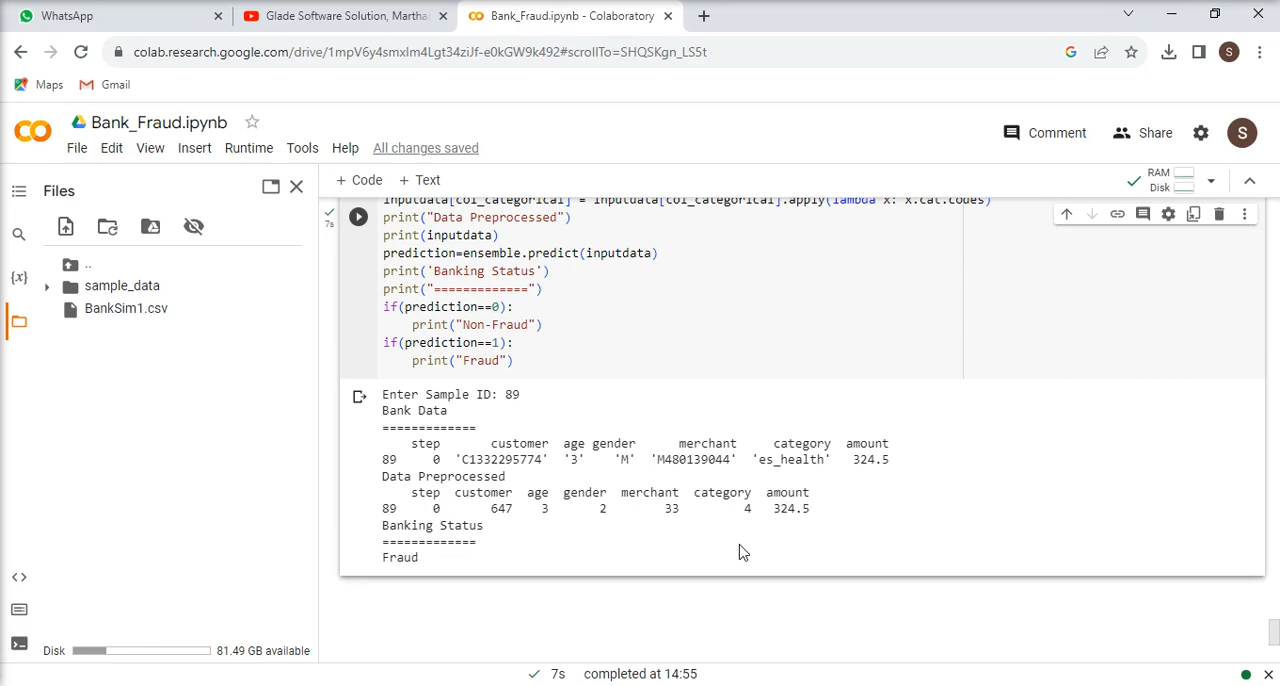 WhatsApp
Glade Software Solution, Martha
Bank_Fraud.ipynb - Colaboratory
colab.research.google.com/drive/1mpV6y4smxIm4Lgt34ziJf-e0kGW9k492#scrollTo=SHQSKgn_LS5t
Maps Gmail
Bank_Fraud.ipynb
Comment Share S
File Edit View Insert Runtime Tools Help All changes saved
Files
+ Code + Text
RAM
Disk
{x}
..
sample_data
BankSim1.csv
7s
inputdata[col_categorical] = inputdata[col_categorical].apply(lambda x: x.cat.codes)
print("Data Preprocessed")
print(inputdata)
prediction=ensemble.predict(inputdata)
print('Banking Status')
print("=============")
if(prediction==0):
print("Non-Fraud")
if(prediction==1):
print("Fraud")
Enter Sample ID: 89
Bank Data
=============
step customer age gender merchant category amount
89 0 'C1332295774' '3' 'M' 'M480139044' 'es_health' 324.5
Data Preprocessed
step customer age gender merchant category amount
89 0 647 3 2 33 4 324.5
Banking Status
=============
Fraud
Disk 81.49 GB available
7s completed at 14:55